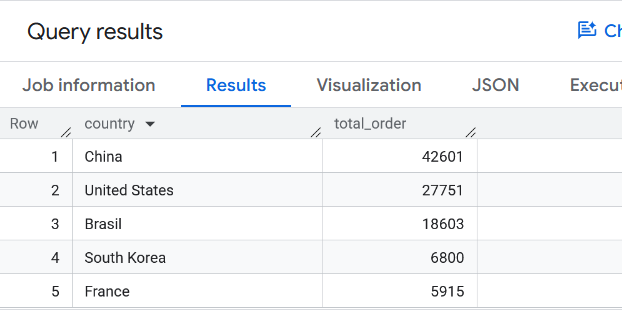 Query results Ch
Job information Results Visualization JSON Execut
Row country total_order
1 China 42601
2 United States 27751
3 Brasil 18603
4 South Korea 6800
5 France 5915